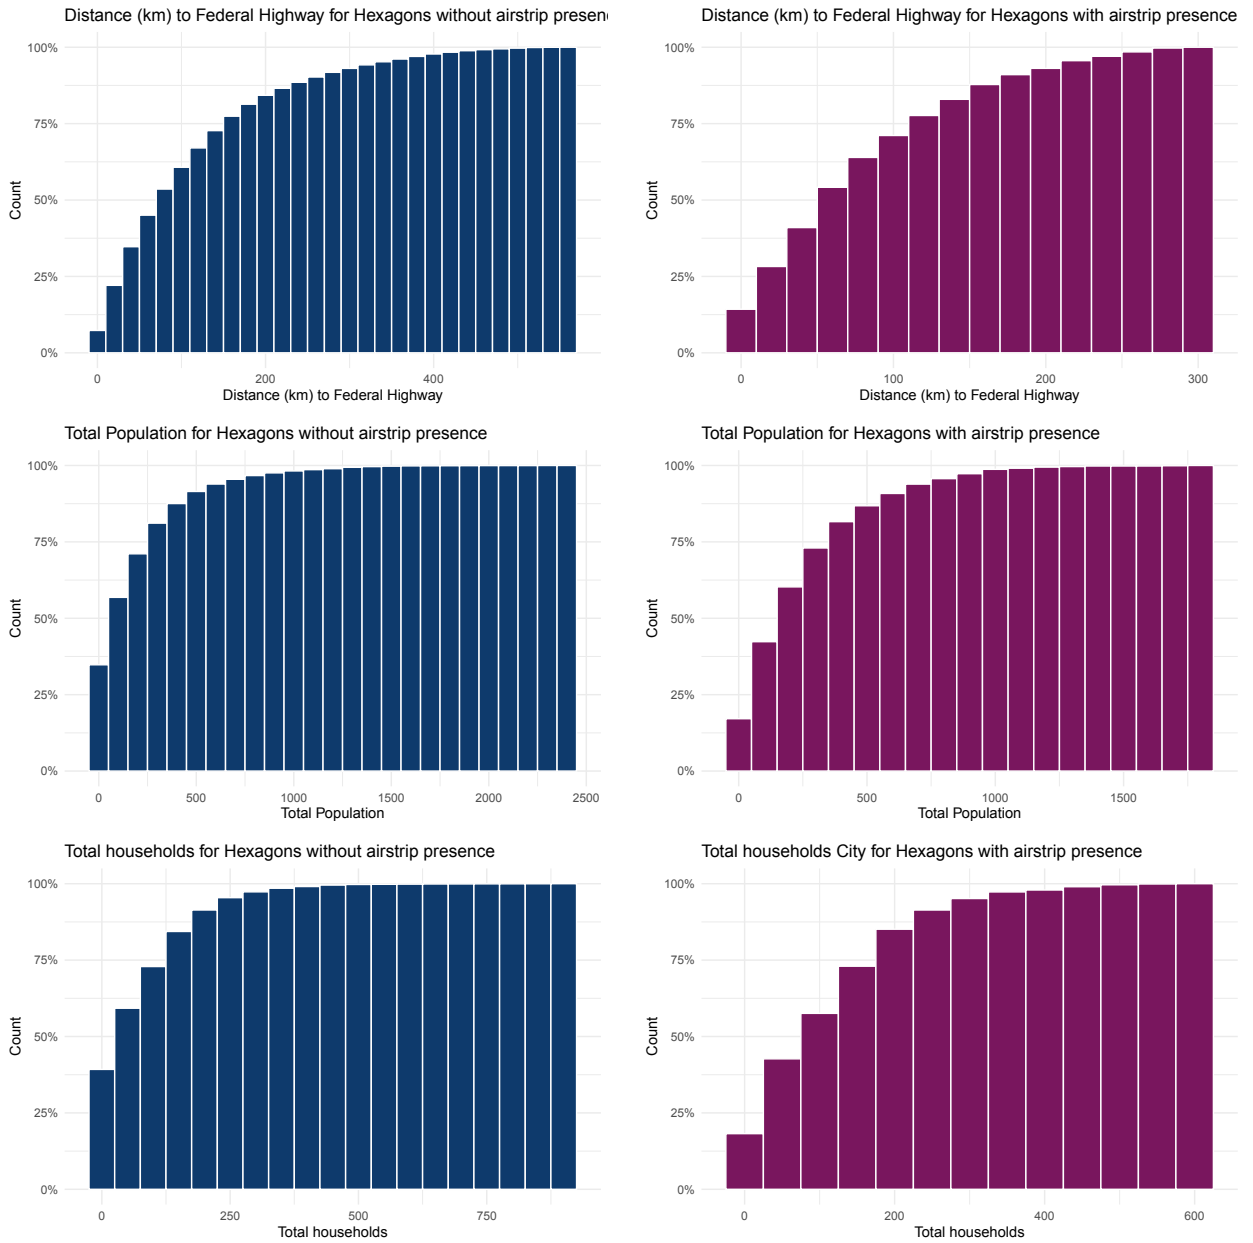 Distance (km) to Federal Highway for Hexagons without airstrip presen
100%
75%
50%
25%
0%
Count
0 200 400
Distance (km) to Federal Highway
Distance (km) to Federal Highway for Hexagons with airstrip presence
100%
75%
50%
25%
0%
Count
0 100 200 300
Distance (km) to Federal Highway
Total Population for Hexagons without airstrip presence
100%
75%
50%
25%
0%
Count
0 500 1000 1500 2000 2500
Total Population
Total Population for Hexagons with airstrip presence
100%
75%
50%
25%
0%
Count
0 500 1000 1500
Total Population
Total households for Hexagons without airstrip presence
100%
75%
50%
25%
0%
Count
0 250 500 750
Total households
Total households City for Hexagons with airstrip presence
100%
75%
50%
25%
0%
Count
0 200 400 600
Total households